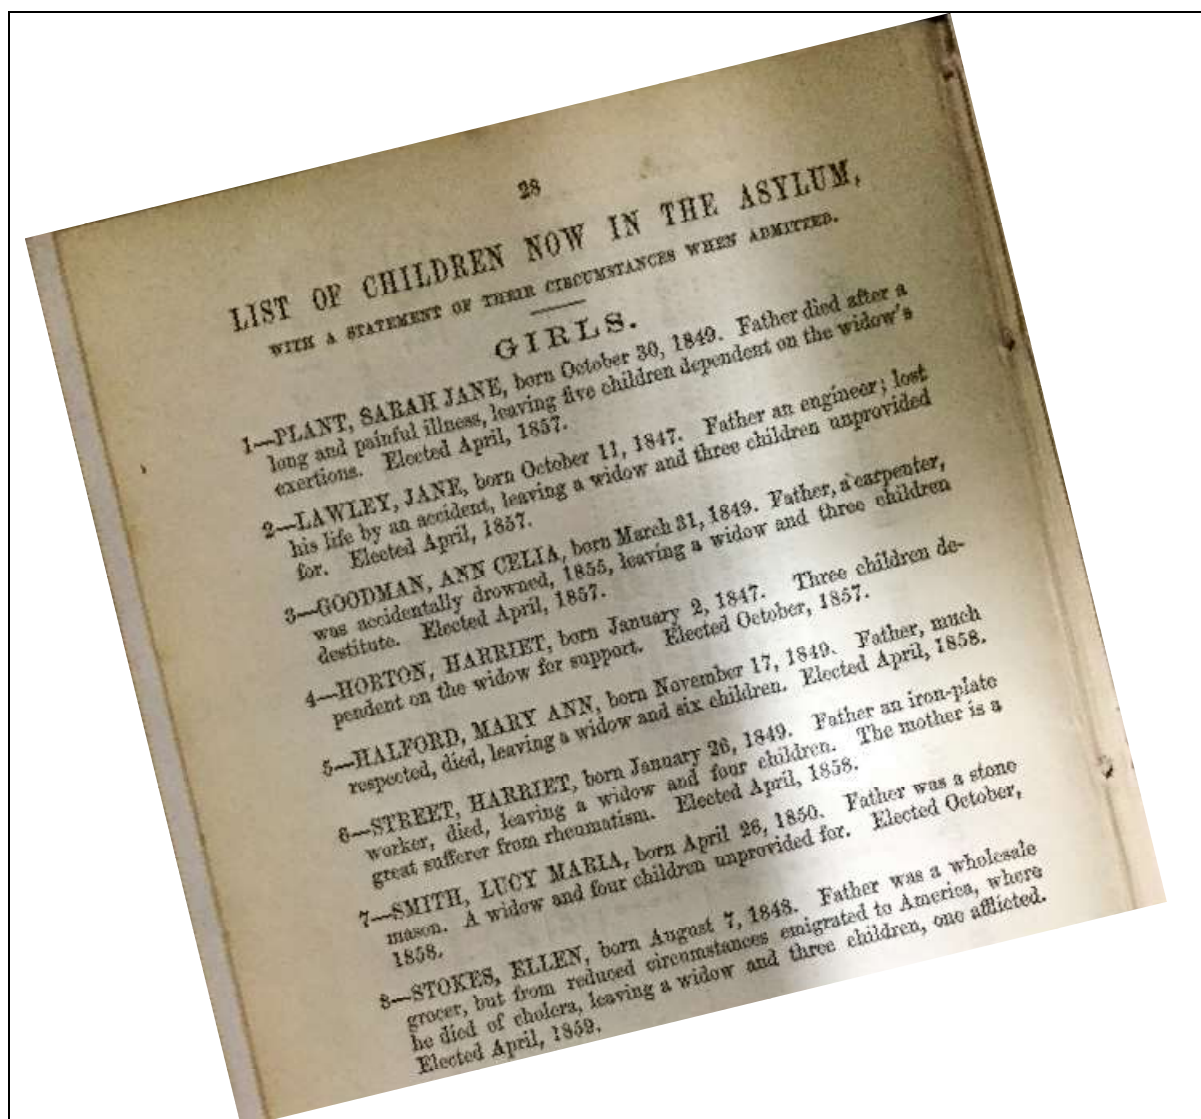 28
LIST OF CHILDREN NOW IN THE ASYLUM,
WITH A STATEMENT OF THEIR CIRCUMSTANCES WHEN ADMITTED.
GIRLS.
1—PLANT, SARAH JANE, born October 30, 1849. Father died after a
long and painful illness, leaving five children dependent on the widow's
exertions. Elected April, 1857.
2—LAWLEY, JANE, born October 11, 1847. Father an engineer; lost
his life by an accident, leaving a widow and three children unprovided
for. Elected April, 1857.
3—GOODMAN, ANN CELIA, born March 31, 1849. Father, a carpenter,
was accidentally drowned, 1855, leaving a widow and three children
destitute. Elected April, 1857.
4—HORTON, HARRIET, born January 2, 1847. Three children de-
pendent on the widow for support. Elected October, 1857.
5—HALFORD, MARY ANN, born November 17, 1849. Father, much
respected, died, leaving a widow and six children. Elected April, 1858.
6—STREET, HARRIET, born January 26, 1849. Father an iron-plate
worker, died, leaving a widow and four children. The mother is a
great sufferer from rheumatism. Elected April, 1858.
7—SMITH, LUCY MARIA, born April 26, 1850. Father was a stone
mason. A widow and four children unprovided for. Elected October,
1858.
8—STOKES, ELLEN, born August 7, 1848. Father was a wholesale
grocer, but from reduced circumstances emigrated to America, where
he died of cholera, leaving a widow and three children, one afflicted.
Elected April, 1859.